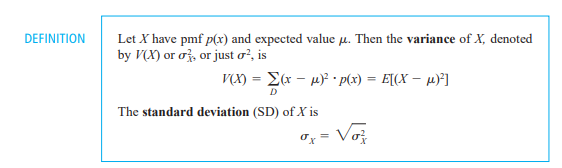 DEFINITION
Let X have pmf p(x) and expected value μ. Then the variance of X, denoted
by V(X) or σ²_X, or just σ², is
V(X) = Σ_D (x − μ)² · p(x) = E[(X − μ)²]
The standard deviation (SD) of X is
σ_X = √σ²_X